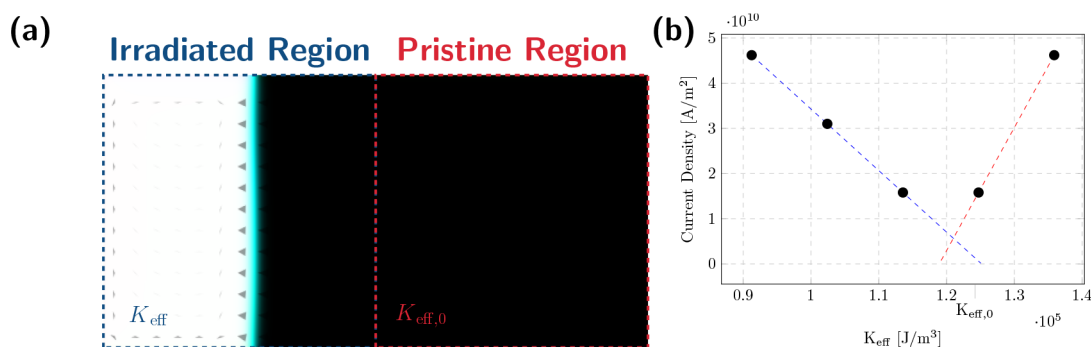 (a)
Irradiated Region Pristine Region
K_eff
K_eff,0
(b)
·10^10
Current Density [A/m²]
5
4
3
2
1
0
0.9 1 1.1 1.2 1.3 1.4
K_eff,0
·10^5
K_eff [J/m³]